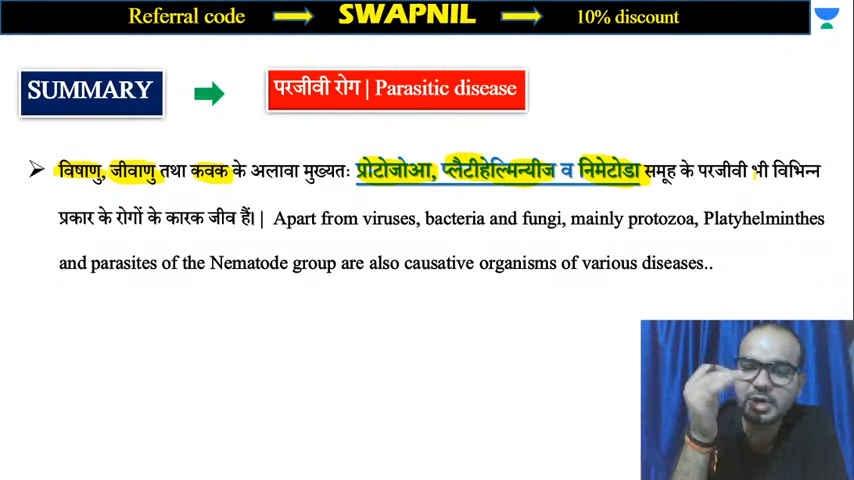 Referral code SWAPNIL 10% discount
SUMMARY परजीवी रोग | Parasitic disease
विषाणु, जीवाणु तथा कवक के अलावा मुख्यतः प्रोटोजोआ, प्लैटीहेल्मिन्थीज व निमेटोडा समूह के परजीवी भी विभिन्न
प्रकार के रोगों के कारक जीव हैं। | Apart from viruses, bacteria and fungi, mainly protozoa, Platyhelminthes
and parasites of the Nematode group are also causative organisms of various diseases..